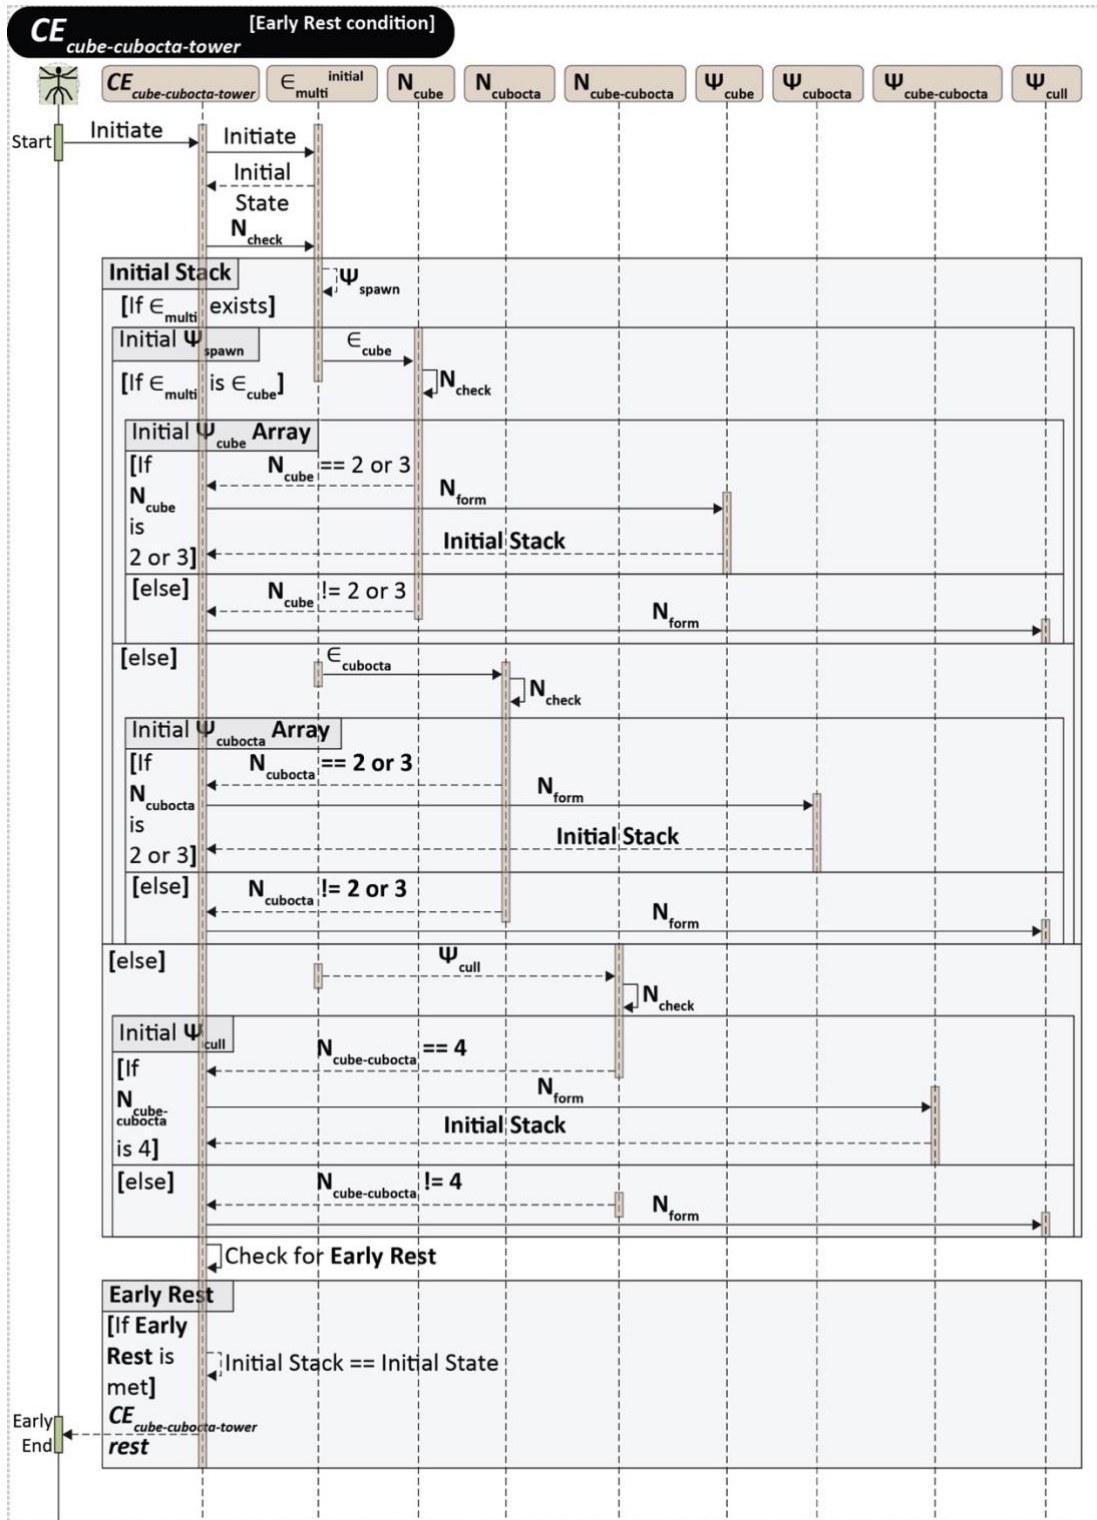 CE cube-cubocta-tower [Early Rest condition]
CE cube-cubocta-tower
∈ multi initial
N cube
N cubocta
N cube-cubocta
Ψ cube
Ψ cubocta
Ψ cube-cubocta
Ψ cull
Start
Initiate
Initiate
Initial
State
N check
Initial Stack
Ψ spawn
[If ∈ multi exists]
Initial Ψ spawn
∈ cube
[If ∈ multi is ∈ cube]
N check
Initial Ψ cube Array
[If
N cube
is
2 or 3]
N cube == 2 or 3
N form
Initial Stack
[else]
N cube != 2 or 3
N form
[else]
∈ cubocta
N check
Initial Ψ cubocta Array
[If
N cubocta
is
2 or 3]
N cubocta == 2 or 3
N form
Initial Stack
[else]
N cubocta != 2 or 3
N form
[else]
Ψ cull
N check
Initial Ψ cull
[If
N cube-
cubocta
is 4]
N cube-cubocta == 4
N form
Initial Stack
[else]
N cube-cubocta != 4
N form
Check for Early Rest
Early Rest
[If Early
Rest is
met]
Initial Stack == Initial State
Early
End
CE cube-cubocta-tower
rest